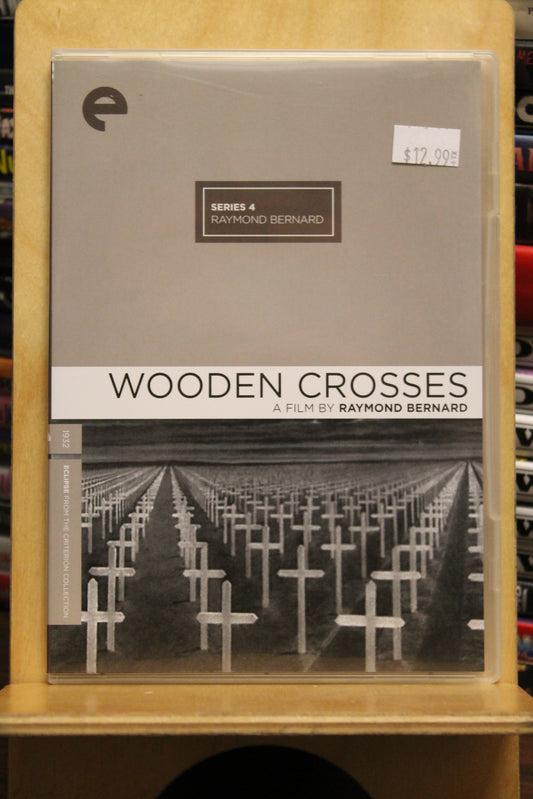 e
$12.99
SERIES 4
RAYMOND BERNARD
WOODEN CROSSES
A FILM BY RAYMOND BERNARD
1932
ECLIPSE FROM THE CRITERION COLLECTION